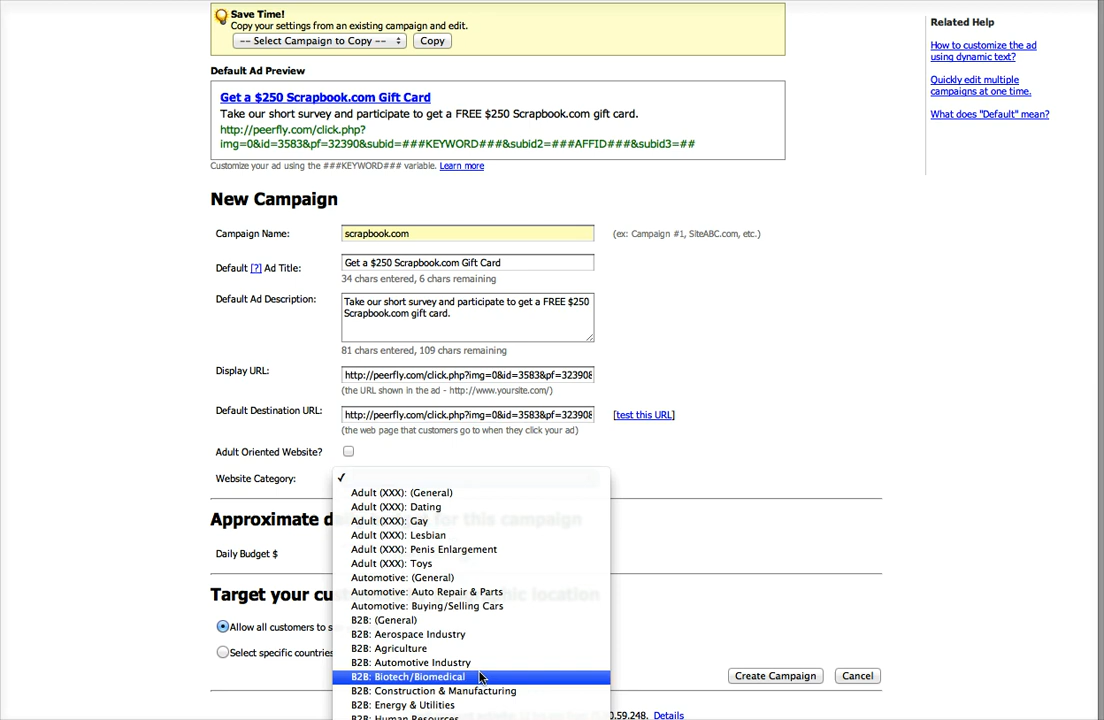 Save Time!
Copy your settings from an existing campaign and edit.
-- Select Campaign to Copy --
Copy
Related Help
How to customize the ad
using dynamic text?
Quickly edit multiple
campaigns at one time.
What does "Default" mean?
Default Ad Preview
Get a $250 Scrapbook.com Gift Card
Take our short survey and participate to get a FREE $250 Scrapbook.com gift card.
http://peerfly.com/click.php?
img=0&id=3583&pf=32390&subid=###KEYWORD###&subid2=###AFFID###&subid3=##
Customize your ad using the ###KEYWORD### variable. Learn more
New Campaign
Campaign Name: scrapbook.com (ex: Campaign #1, SiteABC.com, etc.)
Default [?] Ad Title: Get a $250 Scrapbook.com Gift Card
34 chars entered, 6 chars remaining
Default Ad Description: Take our short survey and participate to get a FREE $250
Scrapbook.com gift card.
81 chars entered, 109 chars remaining
Display URL: http://peerfly.com/click.php?img=0&id=3583&pf=32390&
(the URL shown in the ad - http://www.yoursite.com/)
Default Destination URL: http://peerfly.com/click.php?img=0&id=3583&pf=32390& [test this URL]
(the web page that customers go to when they click your ad)
Adult Oriented Website?
Website Category:
Adult (XXX): (General)
Adult (XXX): Dating
Adult (XXX): Gay
Adult (XXX): Lesbian
Adult (XXX): Penis Enlargement
Adult (XXX): Toys
Automotive: (General)
Automotive: Auto Repair & Parts
Automotive: Buying/Selling Cars
B2B: (General)
B2B: Aerospace Industry
B2B: Agriculture
B2B: Automotive Industry
B2B: Biotech/Biomedical
B2B: Construction & Manufacturing
B2B: Energy & Utilities
B2B: Human Resources
Approximate d for this campaign
Daily Budget $
Target your cu location
Allow all customers to s
Select specific countries
Create Campaign
Cancel
0.59.248. Details